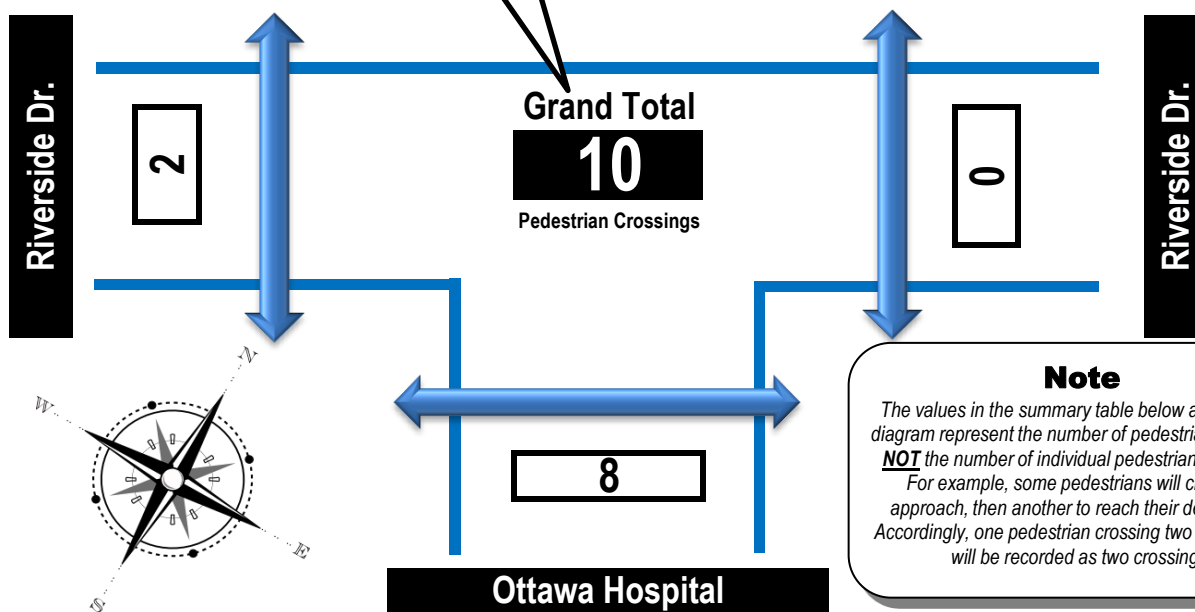 Riverside Dr.
2
Grand Total
10
Pedestrian Crossings
0
Riverside Dr.
N
W
E
S
8
Ottawa Hospital
Note
The values in the summary table below a
diagram represent the number of pedestria
NOT the number of individual pedestrian
For example, some pedestrians will c
approach, then another to reach their de
Accordingly, one pedestrian crossing two
will be recorded as two crossing